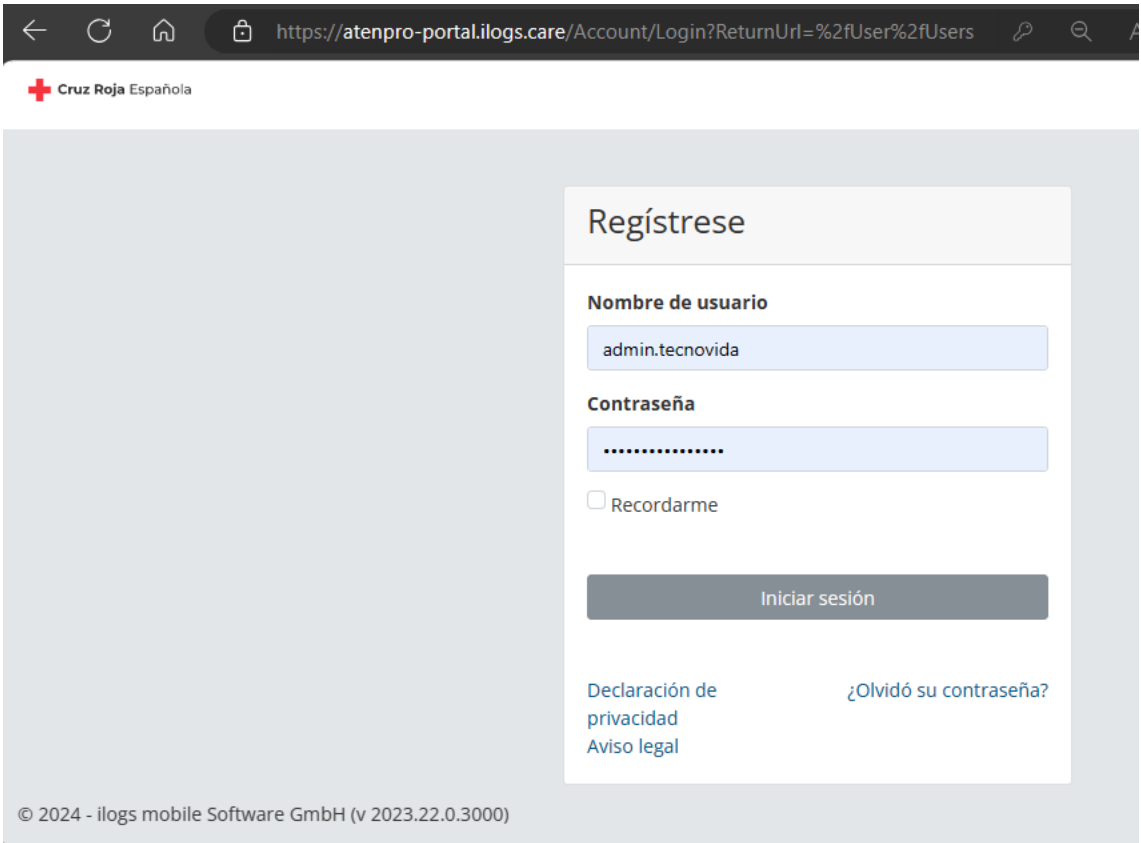 https://atenpro-portal.ilogs.care/Account/Login?ReturnUrl=%2fUser%2fUsers
Cruz Roja Española
Regístrese
Nombre de usuario
admin.tecnovida
Contraseña
••••••••••••••••
Recordarme
Iniciar sesión
Declaración de
privacidad
¿Olvidó su contraseña?
Aviso legal
© 2024 - ilogs mobile Software GmbH (v 2023.22.0.3000)